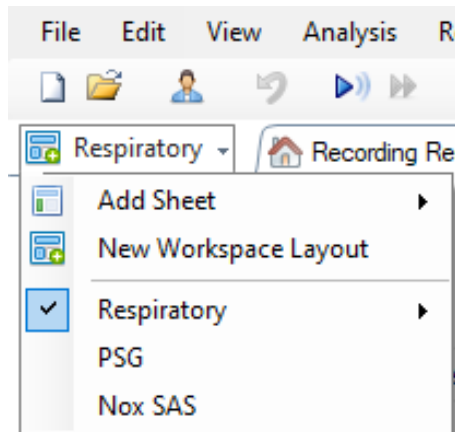 File Edit View Analysis R
Respiratory Recording Re
Add Sheet
New Workspace Layout
Respiratory
PSG
Nox SAS